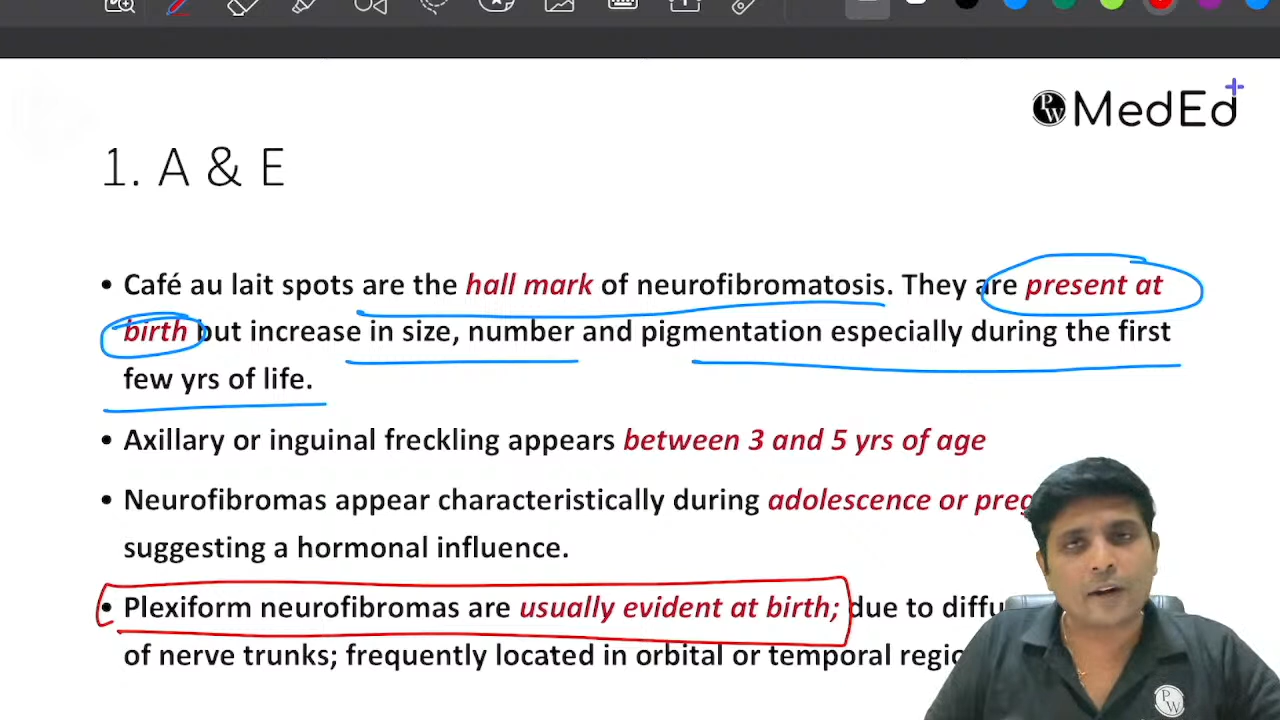 PW MedEd+
1. A & E
• Café au lait spots are the hall mark of neurofibromatosis. They are present at
birth but increase in size, number and pigmentation especially during the first
few yrs of life.
• Axillary or inguinal freckling appears between 3 and 5 yrs of age
• Neurofibromas appear characteristically during adolescence or
suggesting a hormonal influence.
• Plexiform neurofibromas are usually evident at birth; due to
of nerve trunks; frequently located in orbital or temporal
PW